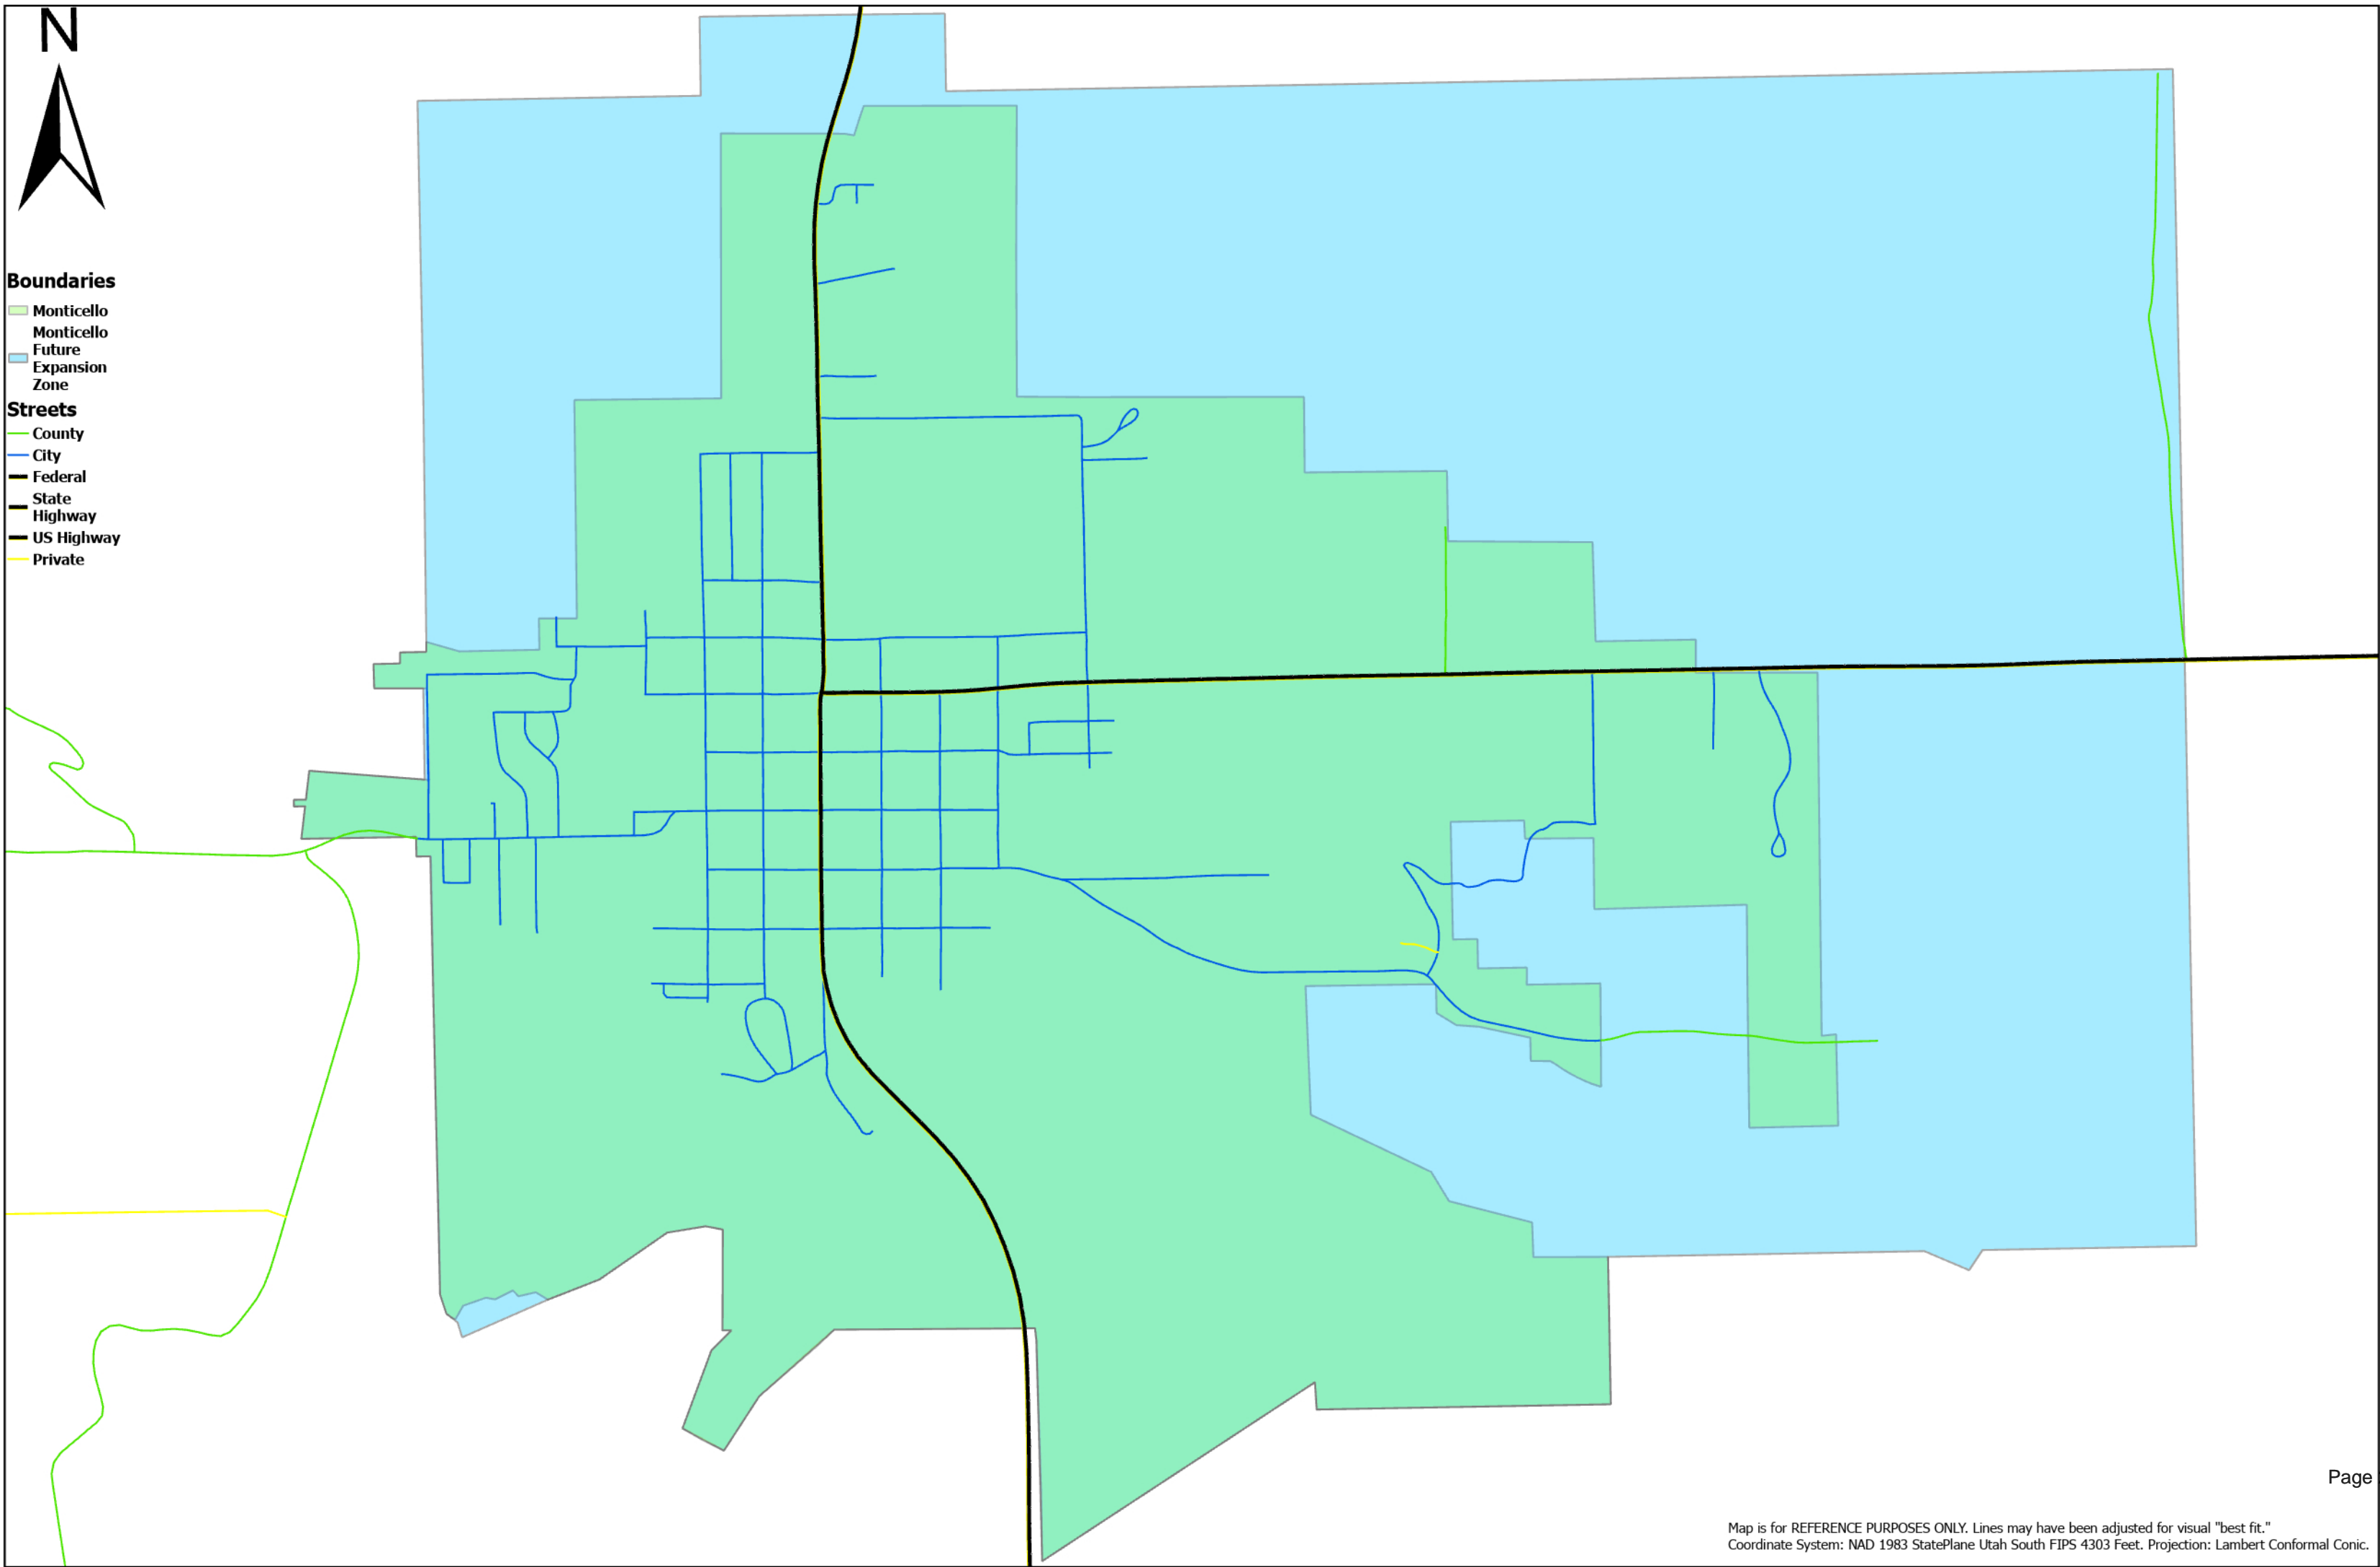 N
Boundaries
Monticello
Monticello
Future
Expansion
Zone
Streets
County
City
Federal
State
Highway
US Highway
Private
Page
Map is for REFERENCE PURPOSES ONLY. Lines may have been adjusted for visual "best fit."
Coordinate System: NAD 1983 StatePlane Utah South FIPS 4303 Feet. Projection: Lambert Conformal Conic.